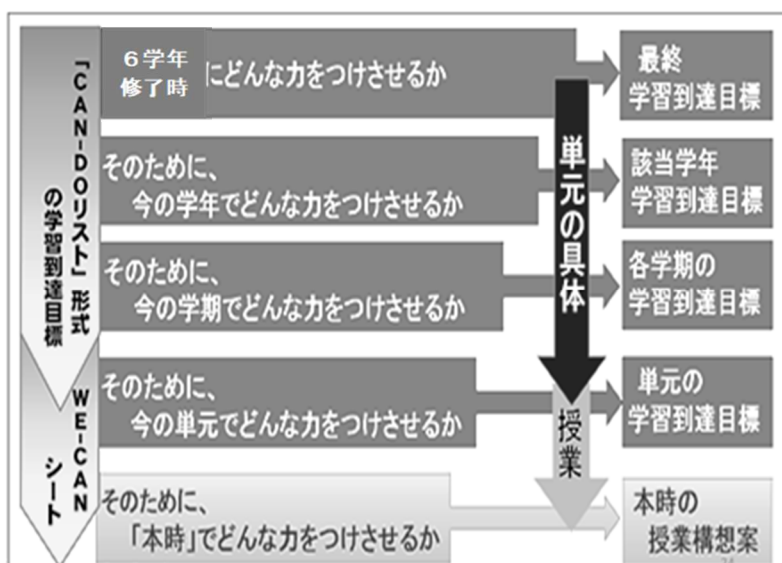 「CAN-DOリスト」形式
の学習到達目標
WE-CAN
シート
6学年
修了時
にどんな力をつけさせるか
最終
学習到達目標
そのために、
今の学年でどんな力をつけさせるか
該当学年
学習到達目標
そのために、
今の学期でどんな力をつけさせるか
各学期の
学習到達目標
そのために、
今の単元でどんな力をつけさせるか
単元の
学習到達目標
そのために、
「本時」でどんな力をつけさせるか
本時の
授業構想案
単元の具体
授業